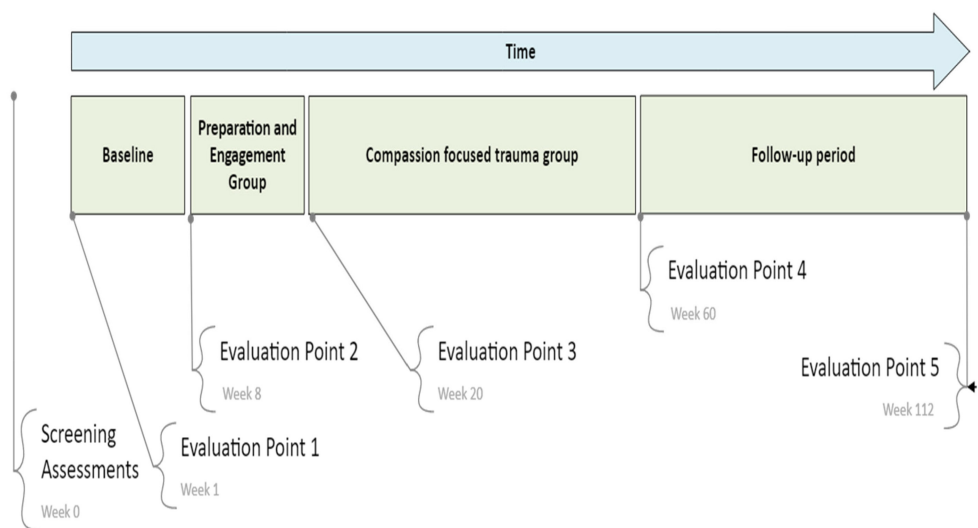 Time
Baseline
Preparation and
Engagement
Group
Compassion focused trauma group
Follow-up period
Evaluation Point 4
Week 60
Evaluation Point 2
Week 8
Evaluation Point 3
Week 20
Evaluation Point 5
Week 112
Screening
Assessments
Week 0
Evaluation Point 1
Week 1